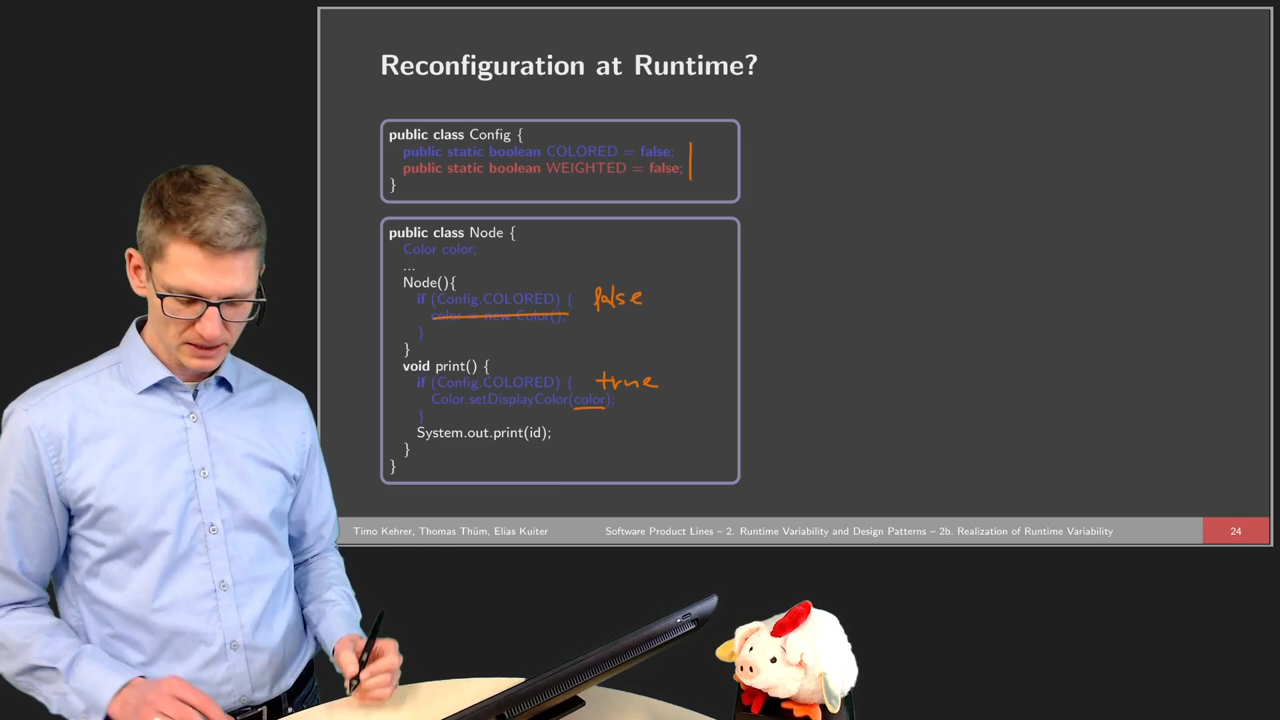 Reconfiguration at Runtime?
public class Config {
public static boolean COLORED = false;
public static boolean WEIGHTED = false;
}
public class Node {
Color color;
...
Node(){
if (Config.COLORED) { false
color = new Color();
}
}
void print() {
if (Config.COLORED) { true
Color.setDisplayColor(color);
}
System.out.print(id);
}
}
Timo Kehrer, Thomas Thüm, Elias Kuiter Software Product Lines – 2. Runtime Variability and Design Patterns – 2b. Realization of Runtime Variability 24